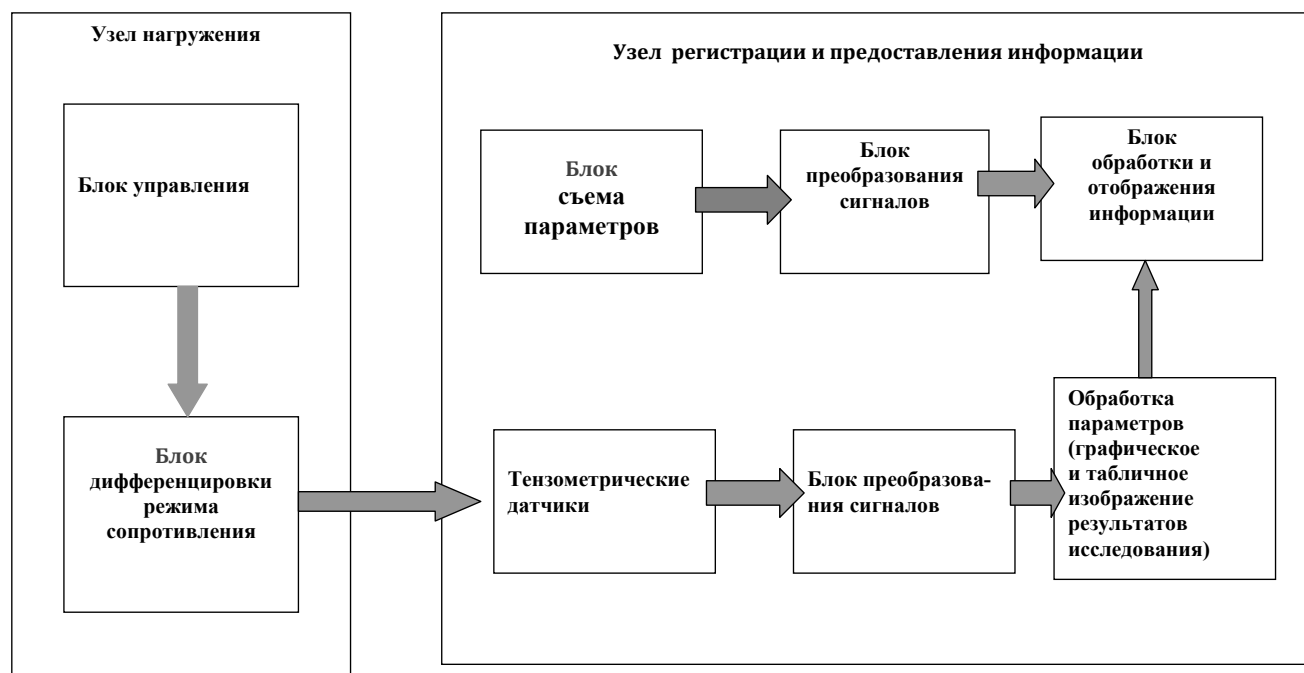 Узел нагружения
Блок управления
Блок
дифференцировки
режима
сопротивления
Узел регистрации и предоставления информации
Блок
съема
параметров
Блок
преобразования
сигналов
Блок
обработки и
отображения
информации
Тензометрические
датчики
Блок преобразова-
ния сигналов
Обработка
параметров
(графическое
и табличное
изображение
результатов
исследования)